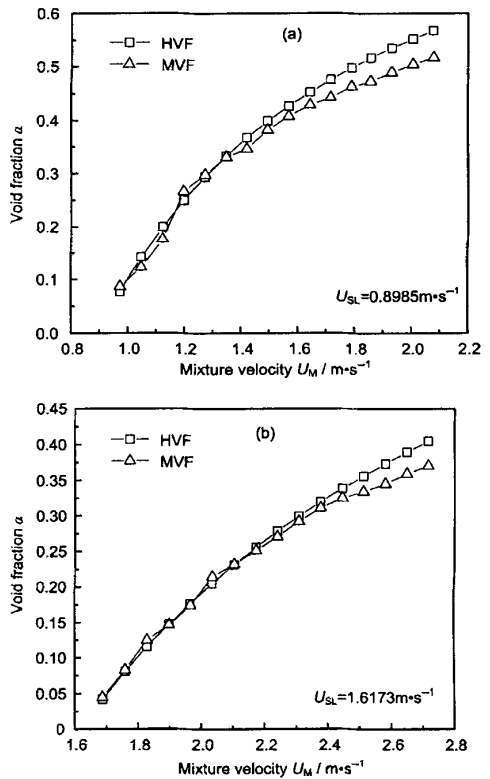 (a)
HVF
MVF
0.6
0.5
0.4
0.3
0.2
0.1
0.0
Void fraction α
U_SL=0.8985m•s⁻¹
0.8 1.0 1.2 1.4 1.6 1.8 2.0 2.2
Mixture velocity U_M / m•s⁻¹
(b)
HVF
MVF
0.45
0.40
0.35
0.30
0.25
0.20
0.15
0.10
0.05
0
Void fraction α
U_SL=1.6173m•s⁻¹
1.6 1.8 2.0 2.2 2.4 2.6 2.8
Mixture velocity U_M / m•s⁻¹